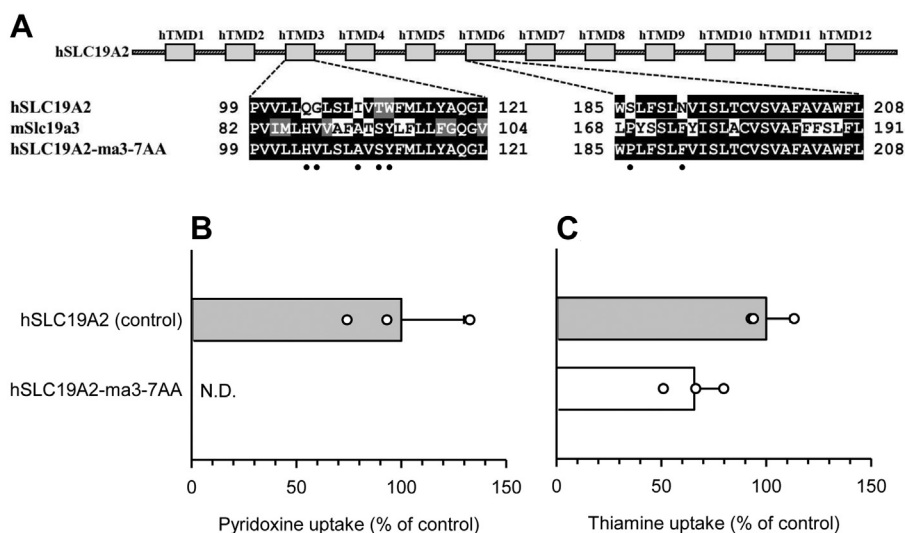 A
hTMD1 hTMD2 hTMD3 hTMD4 hTMD5 hTMD6 hTMD7 hTMD8 hTMD9 hTMD10 hTMD11 hTMD12
hSLC19A2
hSLC19A2 99 PVVLLQGLSLIVTWFMLLYAQGL 121 185 WSLFSLNVISLTCVSVAFAVAWFL 208
mSlc19a3 82 PVIMLHVVAFATSYLFLLFGQGV 104 168 LPYSSLFYISLACVSVAFFFSLFL 191
hSLC19A2-ma3-7AA 99 PVVLLHVLSLAVSYFMLLYAQGL 121 185 WPLFSLFVISLTCVSVAFAVAWFL 208
B
C
hSLC19A2 (control)
hSLC19A2-ma3-7AA N.D.
0 50 100 150
0 50 100 150
Pyridoxine uptake (% of control)
Thiamine uptake (% of control)